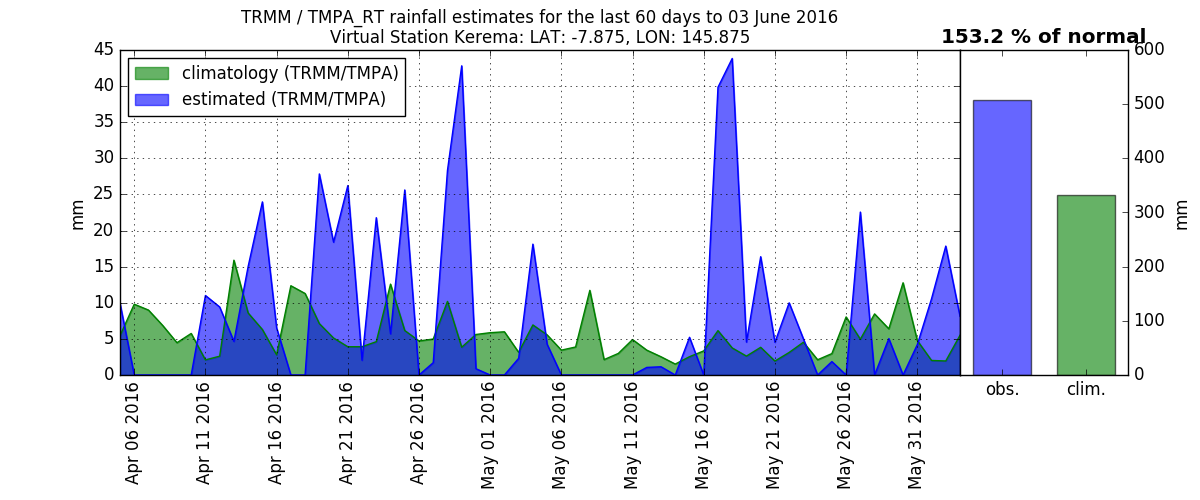 TRMM / TMPA_RT rainfall estimates for the last 60 days to 03 June 2016
Virtual Station Kerema: LAT: -7.875, LON: 145.875
153.2 % of normal
climatology (TRMM/TMPA)
estimated (TRMM/TMPA)
45
40
35
30
25
20
15
10
5
0
mm
Apr 06 2016
Apr 11 2016
Apr 16 2016
Apr 21 2016
Apr 26 2016
May 01 2016
May 06 2016
May 11 2016
May 16 2016
May 21 2016
May 26 2016
May 31 2016
600
500
400
300
200
100
0
mm
obs.
clim.